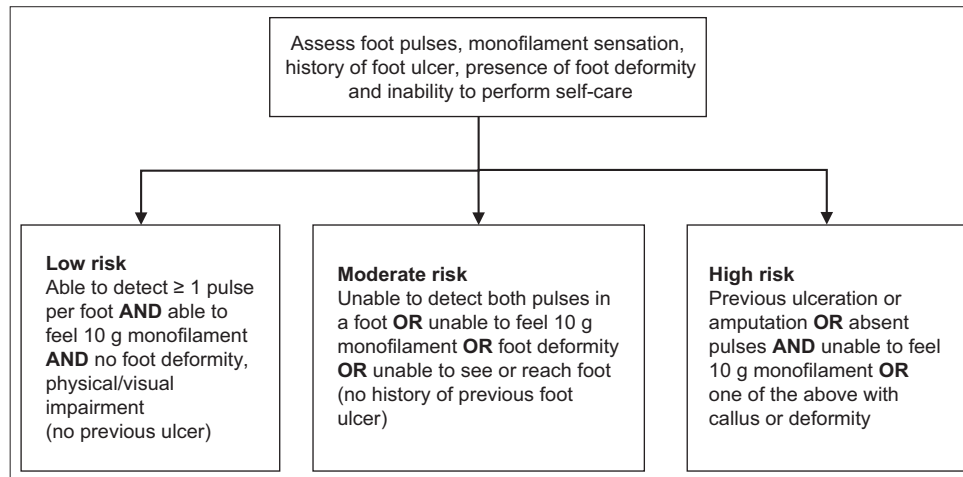 Assess foot pulses, monofilament sensation,
history of foot ulcer, presence of foot deformity
and inability to perform self-care
Low risk
Able to detect ≥ 1 pulse
per foot AND able to
feel 10 g monofilament
AND no foot deformity,
physical/visual
impairment
(no previous ulcer)
Moderate risk
Unable to detect both pulses in
a foot OR unable to feel 10 g
monofilament OR foot deformity
OR unable to see or reach foot
(no history of previous foot
ulcer)
High risk
Previous ulceration or
amputation OR absent
pulses AND unable to feel
10 g monofilament OR
one of the above with
callus or deformity